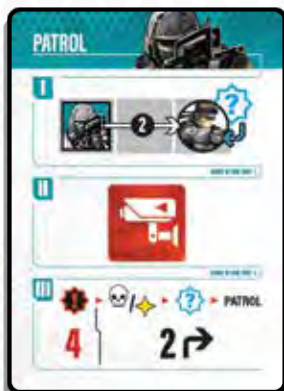 PATROL
I
2
?
II
III
! ► / ► ? ► PATROL
4 2